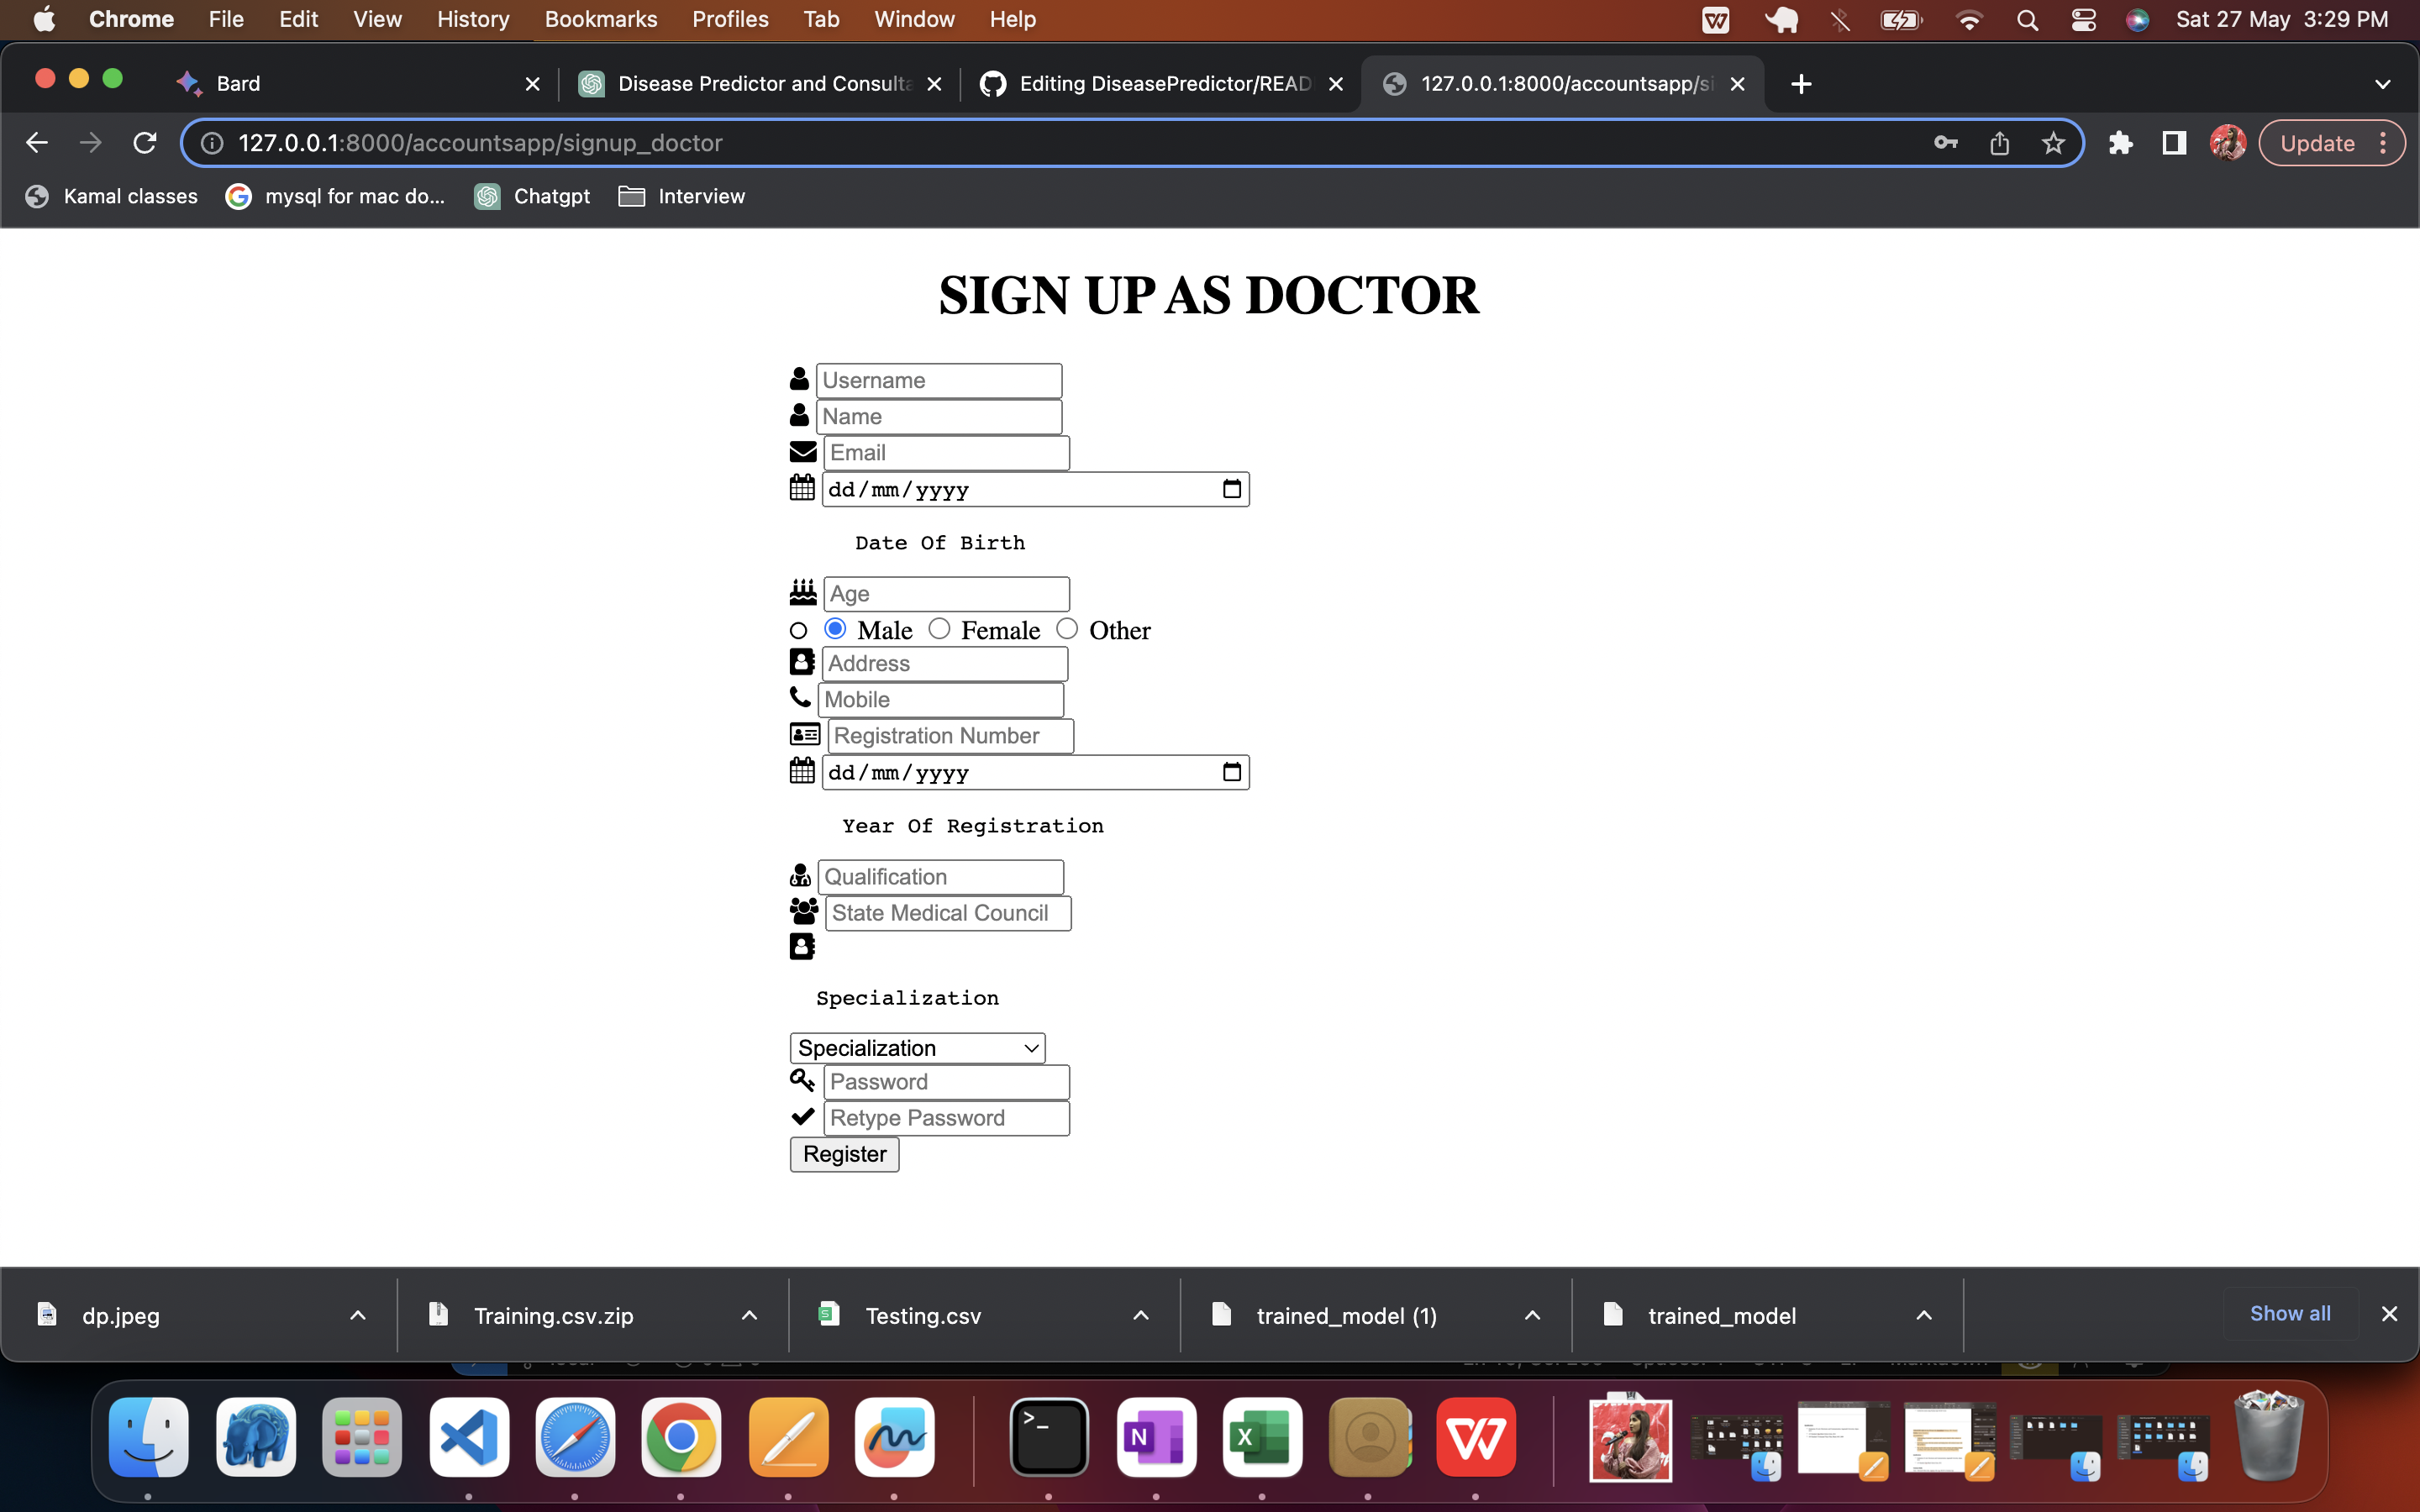 Chrome File Edit View History Bookmarks Profiles Tab Window Help Sat 27 May 3:29 PM
Bard Disease Predictor and Consulta Editing DiseasePredictor/READ 127.0.0.1:8000/accountsapp/si
127.0.0.1:8000/accountsapp/signup_doctor Update
Kamal classes mysql for mac do... Chatgpt Interview
SIGN UP AS DOCTOR
Username
Name
Email
dd/mm/yyyy
Date Of Birth
Age
Male Female Other
Address
Mobile
Registration Number
dd/mm/yyyy
Year Of Registration
Qualification
State Medical Council
Specialization
Specialization
Password
Retype Password
Register
dp.jpeg Training.csv.zip Testing.csv trained_model (1) trained_model Show all